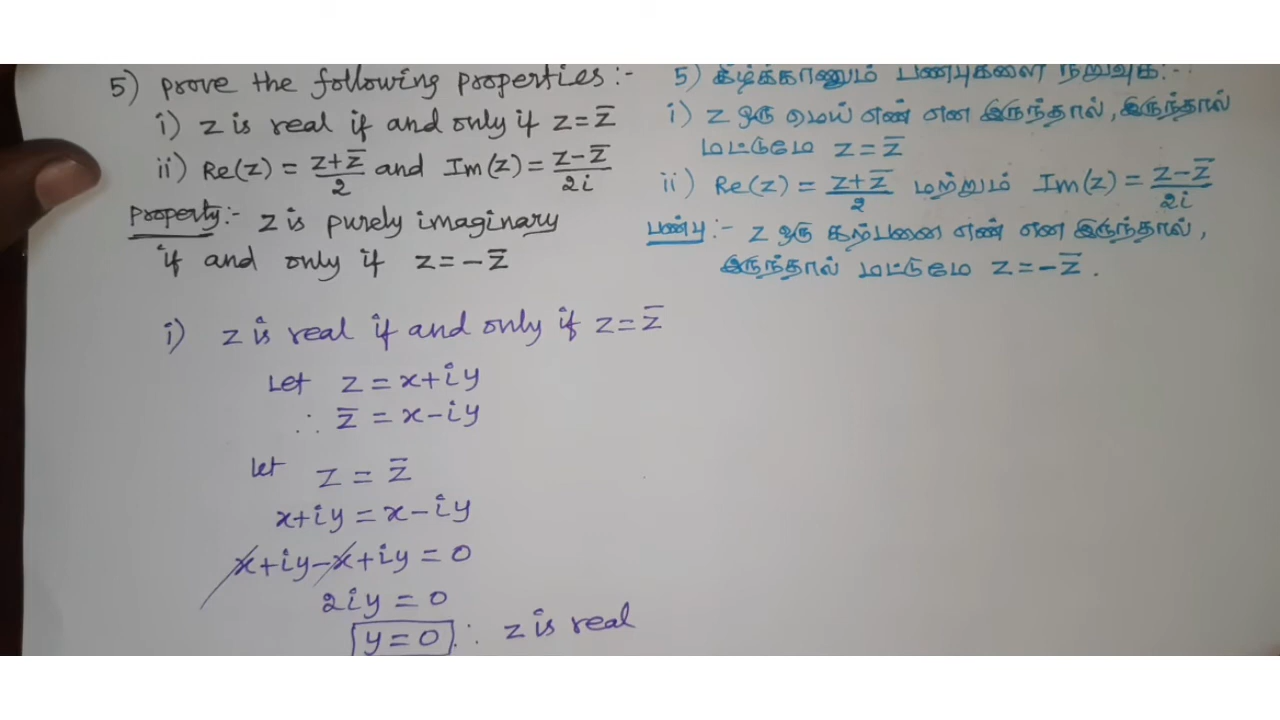 5) prove the following properties:-
i) z is real if and only if z = z̅
ii) Re(z) = (z+z̅)/2 and Im(z) = (z-z̅)/2i
Property:- z is purely imaginary
if and only if z = -z̅
5) கீழ்க்காணும் பண்புகளை நிறுவுக:-
i) z ஒரு மெய் எண் என இருந்தால், இருந்தால்
மட்டுமே z = z̅
ii) Re(z) = (z+z̅)/2 மற்றும் Im(z) = (z-z̅)/2i
பண்பு:- z ஒரு கற்பனை எண் என இருந்தால்,
இருந்தால் மட்டுமே z = -z̅.
i) z is real if and only if z = z̅
Let z = x+iy
∴ z̅ = x-iy
Let z = z̅
x+iy = x-iy
x+iy-x+iy = 0
2iy = 0
y = 0 ∴ z is real